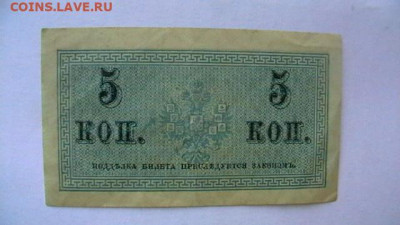 COINS.LAVE.RU
5 5
КОП. КОП.
ПОДДѢЛКА БИЛЕТА ПРЕСЛѢДУЕТСЯ ЗАКОНОМЪ.